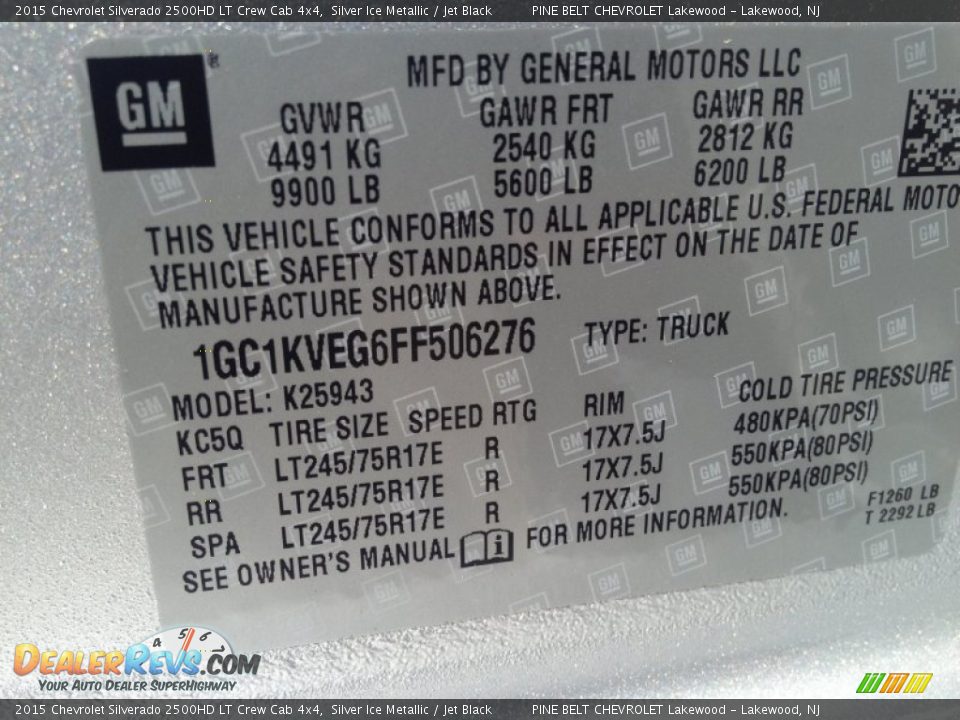 2015 Chevrolet Silverado 2500HD LT Crew Cab 4x4, Silver Ice Metallic / Jet Black PINE BELT CHEVROLET Lakewood – Lakewood, NJ
GM ®
MFD BY GENERAL MOTORS LLC
GVWR GAWR FRT GAWR RR
4491 KG 2540 KG 2812 KG
9900 LB 5600 LB 6200 LB
THIS VEHICLE CONFORMS TO ALL APPLICABLE U.S. FEDERAL MOTO
VEHICLE SAFETY STANDARDS IN EFFECT ON THE DATE OF
MANUFACTURE SHOWN ABOVE.
1GC1KVEG6FF506276 TYPE: TRUCK
MODEL: K25943
KC5Q TIRE SIZE SPEED RTG RIM COLD TIRE PRESSURE
FRT LT245/75R17E R 17X7.5J 480KPA(70PSI)
RR LT245/75R17E R 17X7.5J 550KPA(80PSI)
SPA LT245/75R17E R 17X7.5J 550KPA(80PSI)
SEE OWNER'S MANUAL i FOR MORE INFORMATION.
F1260 LB
T 2292 LB
4 5 6
DEALERREVS.COM
YOUR AUTO DEALER SUPERHIGHWAY
2015 Chevrolet Silverado 2500HD LT Crew Cab 4x4, Silver Ice Metallic / Jet Black PINE BELT CHEVROLET Lakewood – Lakewood, NJ